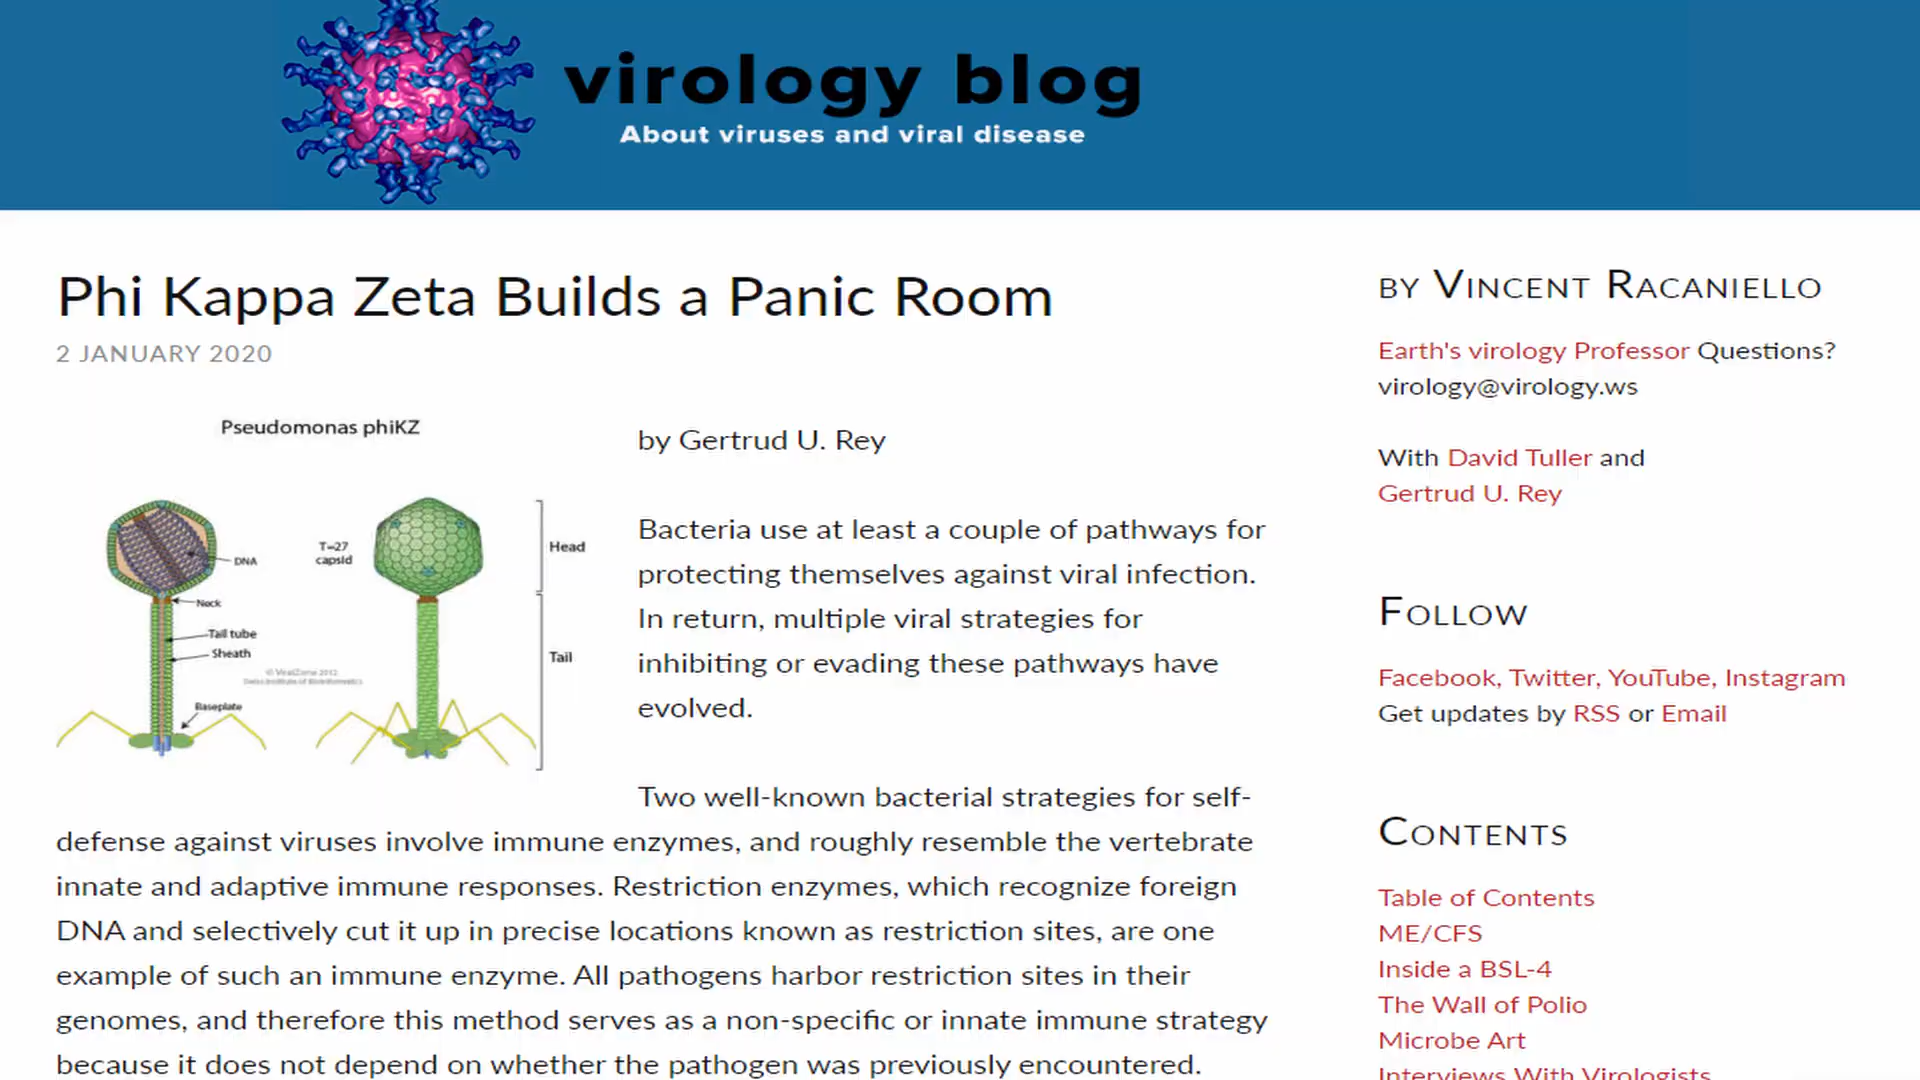 virology blog
About viruses and viral disease
Phi Kappa Zeta Builds a Panic Room
2 JANUARY 2020
Pseudomonas phiKZ
DNA
Neck
Tail tube
Sheath
© ViralZone 2012
Swiss Institute of Bioinformatics
Baseplate
T=27
capsid
Head
Tail
by Gertrud U. Rey
Bacteria use at least a couple of pathways for
protecting themselves against viral infection.
In return, multiple viral strategies for
inhibiting or evading these pathways have
evolved.
Two well-known bacterial strategies for self-
defense against viruses involve immune enzymes, and roughly resemble the vertebrate
innate and adaptive immune responses. Restriction enzymes, which recognize foreign
DNA and selectively cut it up in precise locations known as restriction sites, are one
example of such an immune enzyme. All pathogens harbor restriction sites in their
genomes, and therefore this method serves as a non-specific or innate immune strategy
because it does not depend on whether the pathogen was previously encountered.
BY VINCENT RACANIELLO
Earth's virology Professor Questions?
virology@virology.ws
With David Tuller and
Gertrud U. Rey
FOLLOW
Facebook, Twitter, YouTube, Instagram
Get updates by RSS or Email
CONTENTS
Table of Contents
ME/CFS
Inside a BSL-4
The Wall of Polio
Microbe Art
Interviews With Virologists